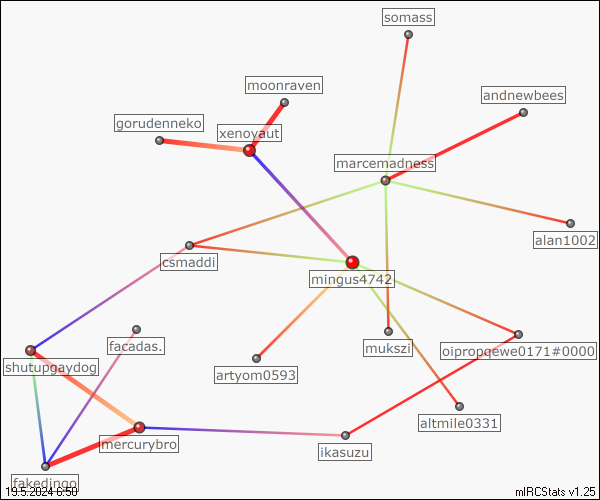 somass
moonraven
andnewbees
gorudenneko
xenoyaut
marcemadness
alan1002
csmaddi
mingus4742
facadas.
mukszi
oipropqewe0171#0000
shutupgaydog
artyom0593
altmile0331
mercurybro
ikasuzu
fakedingo
19.5.2024 6:50
mIRCStats v1.25